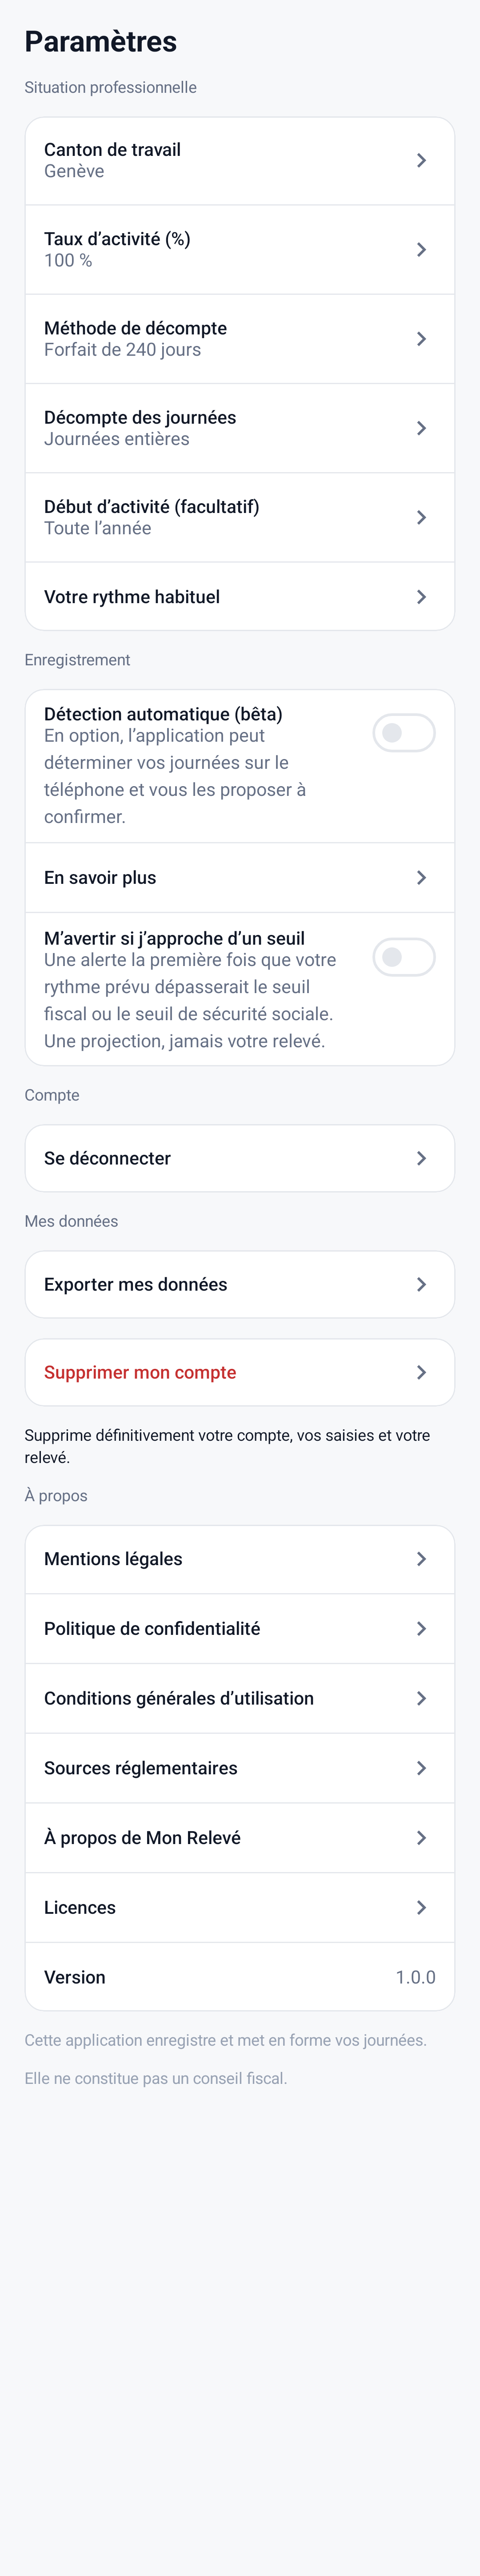 Paramètres
Situation professionnelle
Canton de travail
Genève
Taux d’activité (%)
100 %
Méthode de décompte
Forfait de 240 jours
Décompte des journées
Journées entières
Début d’activité (facultatif)
Toute l’année
Votre rythme habituel
Enregistrement
Détection automatique (bêta)
En option, l’application peut
déterminer vos journées sur le
téléphone et vous les proposer à
confirmer.
En savoir plus
M’avertir si j’approche d’un seuil
Une alerte la première fois que votre
rythme prévu dépasserait le seuil
fiscal ou le seuil de sécurité sociale.
Une projection, jamais votre relevé.
Compte
Se déconnecter
Mes données
Exporter mes données
Supprimer mon compte
Supprime définitivement votre compte, vos saisies et votre
relevé.
À propos
Mentions légales
Politique de confidentialité
Conditions générales d’utilisation
Sources réglementaires
À propos de Mon Relevé
Licences
Version 1.0.0
Cette application enregistre et met en forme vos journées.
Elle ne constitue pas un conseil fiscal.